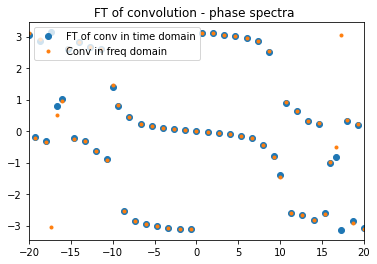 FT of convolution - phase spectra
FT of conv in time domain
Conv in freq domain
3
2
1
0
−1
−2
−3
−20 −15 −10 −5 0 5 10 15 20